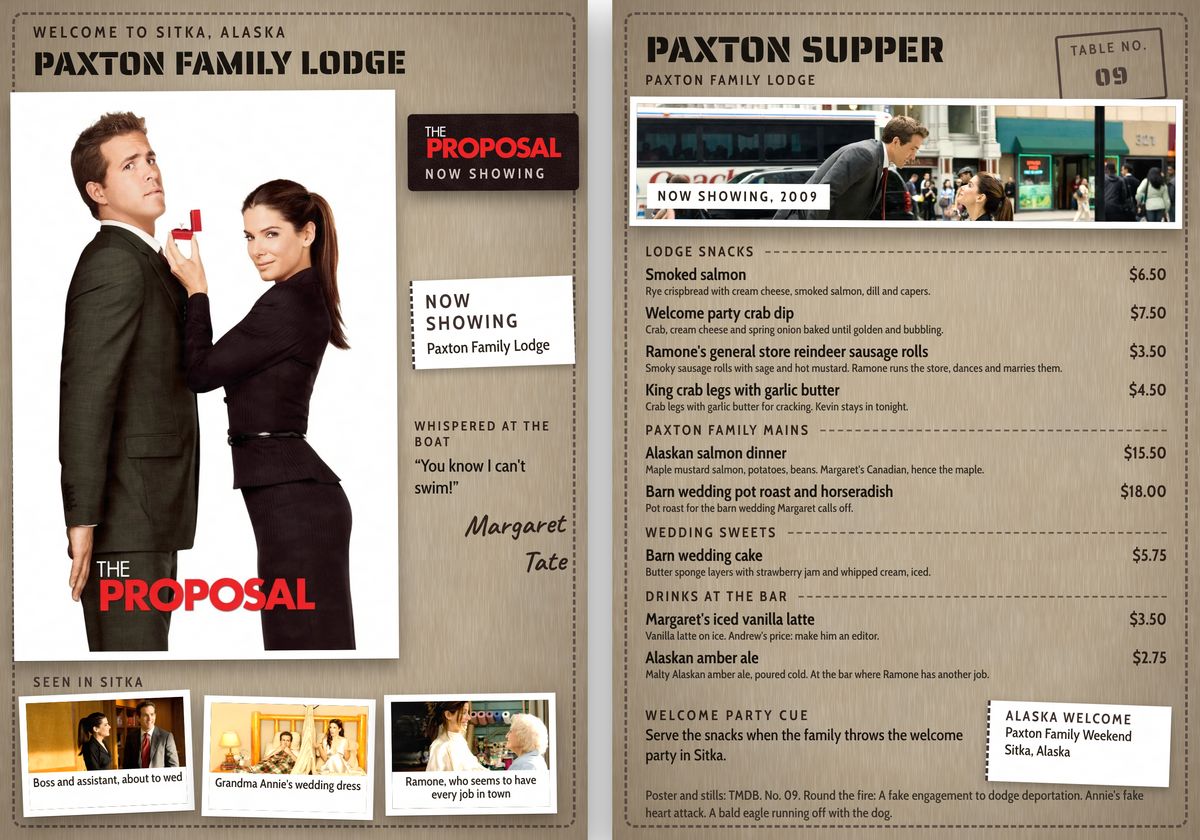 WELCOME TO SITKA, ALASKA
PAXTON FAMILY LODGE
THE
PROPOSAL
NOW SHOWING
NOW
SHOWING
Paxton Family Lodge
WHISPERED AT THE
BOAT
“You know I can't
swim!”
Margaret
Tate
THE
PROPOSAL
SEEN IN SITKA
Boss and assistant, about to wed
Grandma Annie's wedding dress
Ramone, who seems to have
every job in town
PAXTON SUPPER
PAXTON FAMILY LODGE
TABLE NO.
09
Coach
321
NOW SHOWING, 2009
LODGE SNACKS
Smoked salmon $6.50
Rye crispbread with cream cheese, smoked salmon, dill and capers.
Welcome party crab dip $7.50
Crab, cream cheese and spring onion baked until golden and bubbling.
Ramone's general store reindeer sausage rolls $3.50
Smoky sausage rolls with sage and hot mustard. Ramone runs the store, dances and marries them.
King crab legs with garlic butter $4.50
Crab legs with garlic butter for cracking. Kevin stays in tonight.
PAXTON FAMILY MAINS
Alaskan salmon dinner $15.50
Maple mustard salmon, potatoes, beans. Margaret's Canadian, hence the maple.
Barn wedding pot roast and horseradish $18.00
Pot roast for the barn wedding Margaret calls off.
WEDDING SWEETS
Barn wedding cake $5.75
Butter sponge layers with strawberry jam and whipped cream, iced.
DRINKS AT THE BAR
Margaret's iced vanilla latte $3.50
Vanilla latte on ice. Andrew's price: make him an editor.
Alaskan amber ale $2.75
Malty Alaskan amber ale, poured cold. At the bar where Ramone has another job.
WELCOME PARTY CUE
Serve the snacks when the family throws the welcome
party in Sitka.
ALASKA WELCOME
Paxton Family Weekend
Sitka, Alaska
Poster and stills: TMDB. No. 09. Round the fire: A fake engagement to dodge deportation. Annie's fake
heart attack. A bald eagle running off with the dog.